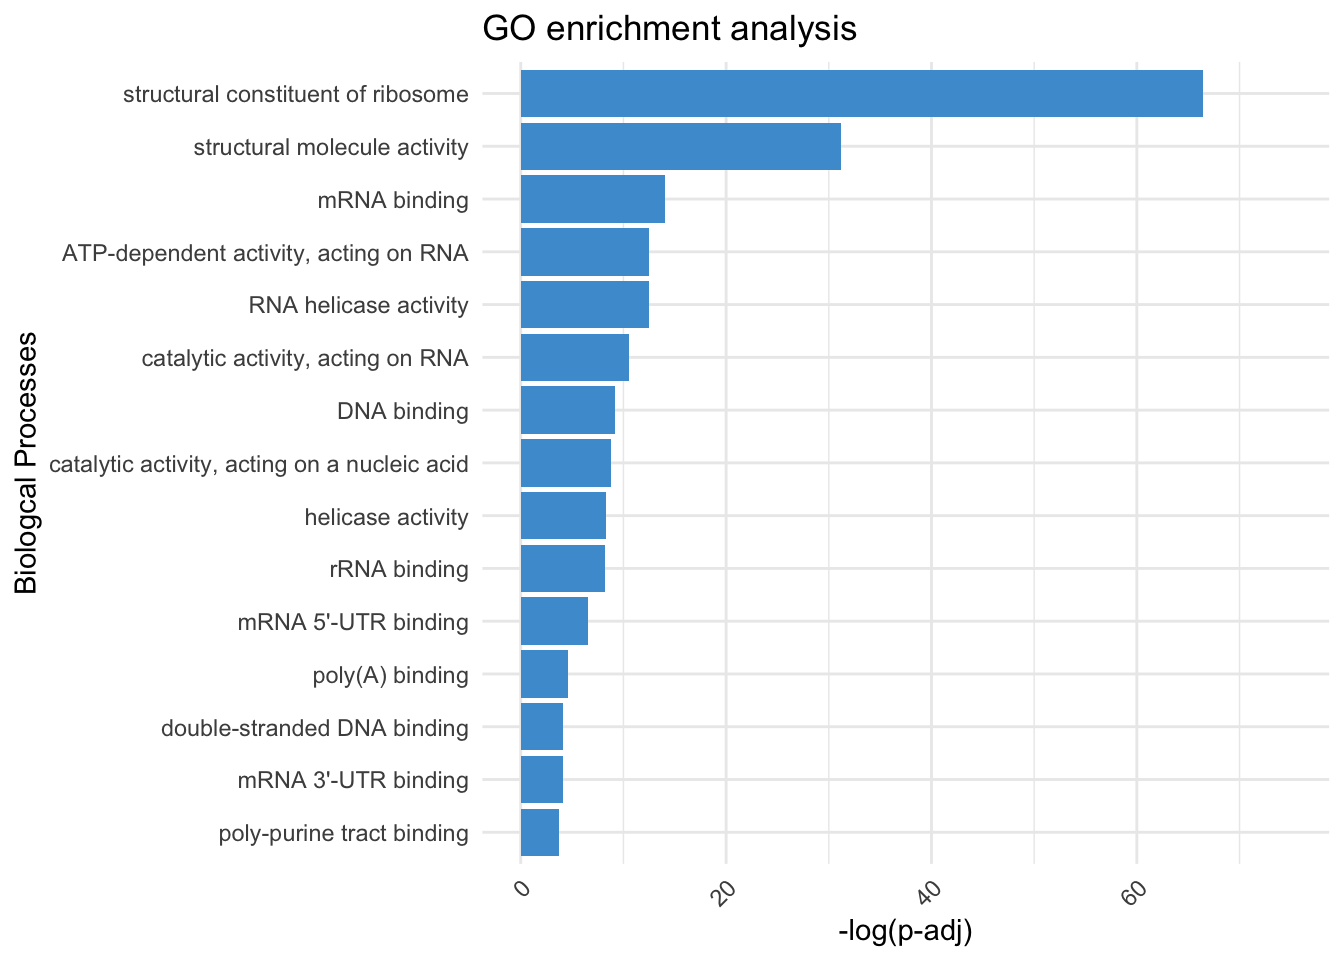 GO enrichment analysis
Biologcal Processes
structural constituent of ribosome
structural molecule activity
mRNA binding
ATP-dependent activity, acting on RNA
RNA helicase activity
catalytic activity, acting on RNA
DNA binding
catalytic activity, acting on a nucleic acid
helicase activity
rRNA binding
mRNA 5'-UTR binding
poly(A) binding
double-stranded DNA binding
mRNA 3'-UTR binding
poly-purine tract binding
0 20 40 60
-log(p-adj)